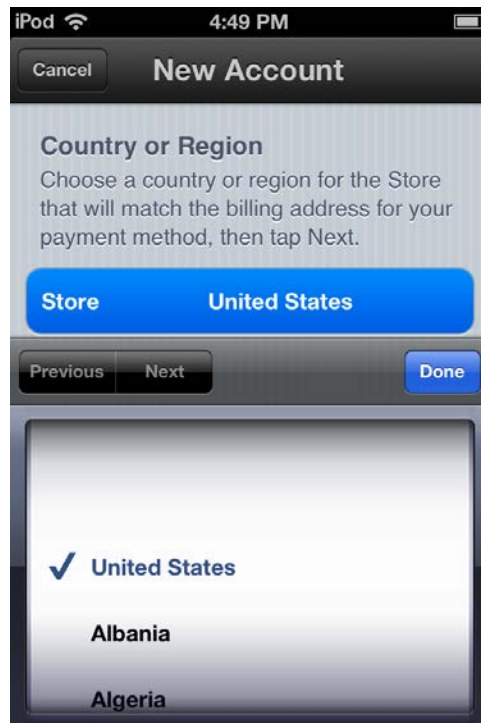 iPod 4:49 PM
Cancel New Account
Country or Region
Choose a country or region for the Store
that will match the billing address for your
payment method, then tap Next.
Store United States
Previous Next Done
United States
Albania
Algeria